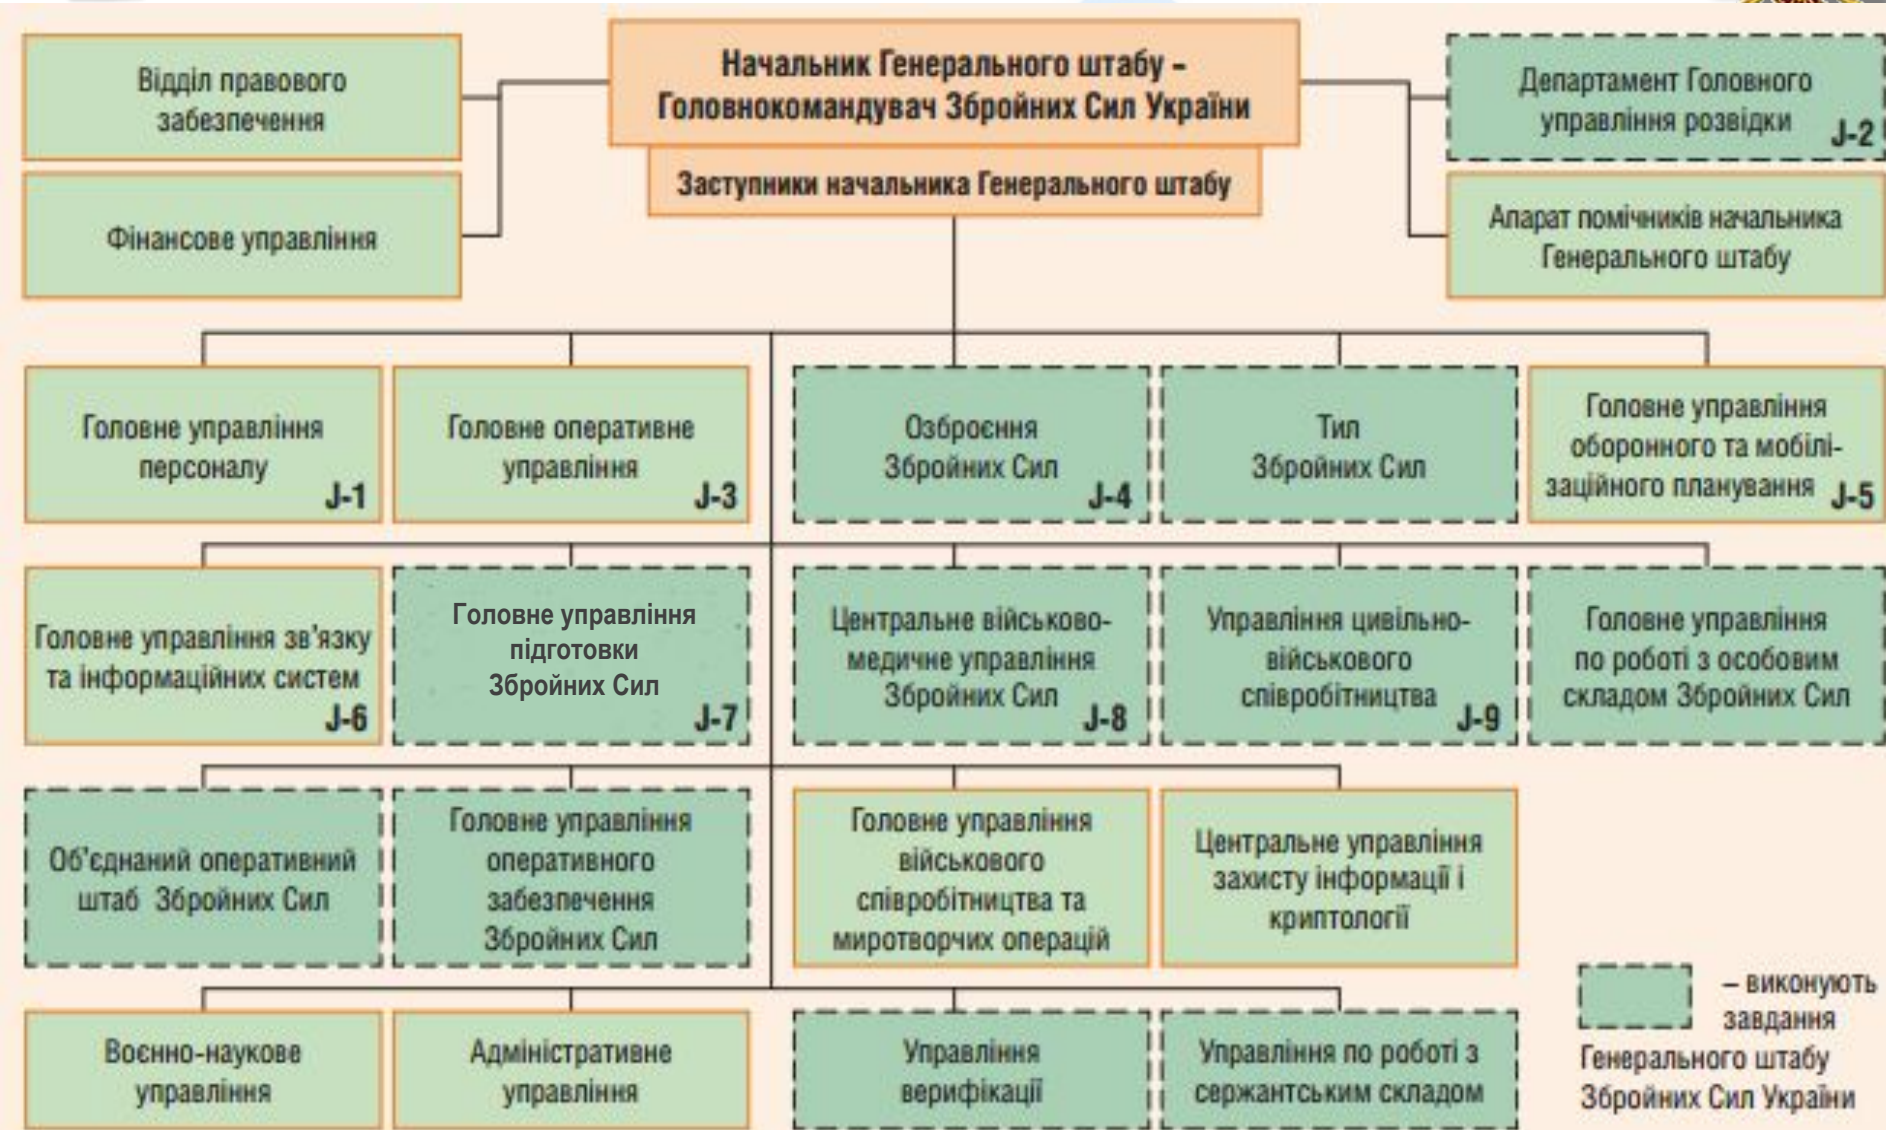 Відділ правового
забезпечення
Начальник Генерального штабу –
Головнокомандувач Збройних Сил України
Заступники начальника Генерального штабу
Департамент Головного
управління розвідки
J-2
Фінансове управління
Апарат помічників начальника
Генерального штабу
Головне управління
персоналу
J-1
Головне оперативне
управління
J-3
Озброєння
Збройних Сил
J-4
Тил
Збройних Сил
Головне управління
оборонного та мобілі-
заційного планування
J-5
Головне управління зв'язку
та інформаційних систем
J-6
Головне управління
підготовки
Збройних Сил
J-7
Центральне військово-
медичне управління
Збройних Сил
J-8
Управління цивільно-
військового
співробітництва
J-9
Головне управління
по роботі з особовим
складом Збройних Сил
Об'єднаний оперативний
штаб Збройних Сил
Головне управління
оперативного
забезпечення
Збройних Сил
Головне управління
військового
співробітництва та
миротворчих операцій
Центральне управління
захисту інформації і
криптології
Воєнно-наукове
управління
Адміністративне
управління
Управління
верифікації
Управління по роботі з
сержантським складом
– виконують
завдання
Генерального штабу
Збройних Сил України